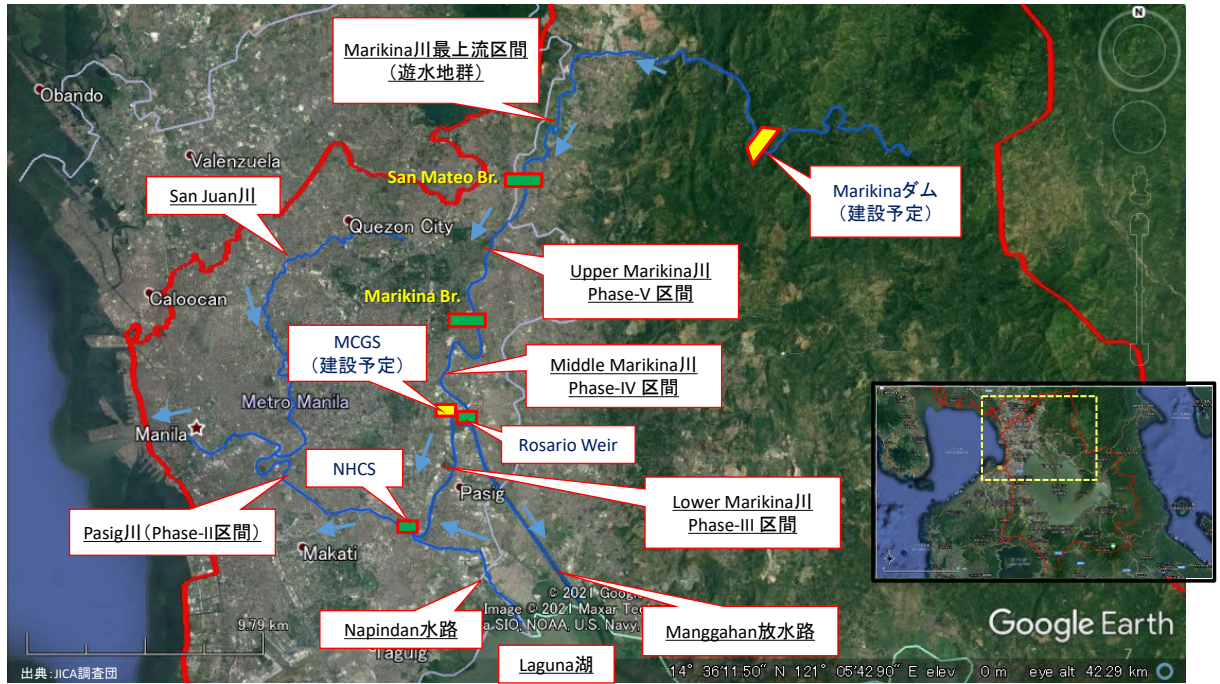 N
Marikina川最上流区間
（遊水地群）
Obando
Valenzuela
San Mateo Br.
Marikinaダム
（建設予定）
San Juan川
Quezon City
Upper Marikina川
Phase-V 区間
Caloocan
Marikina Br.
MCGS
（建設予定）
Middle Marikina川
Phase-IV 区間
Metro Manila
Manila
Rosario Weir
NHCS
Pasig
Lower Marikina川
Phase-III 区間
Pasig川（Phase-II区間）
Makati
© 2021 Google
Image © 2021 Maxar Tec
SIO, NOAA, U.S. Navy,
9.79 km
Napindan水路
Manggahan放水路
Google Earth
Taguig
Laguna湖
7
出典：JICA調査団
14° 36'11.50" N 121° 05'42.90" E elev 0 m eye alt 42.29 km